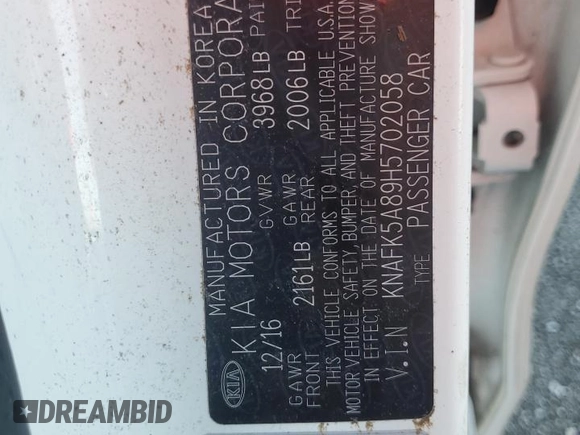 KIA
MANUFACTURED IN KOREA
KIA MOTORS CORPORA
12/16 GVWR 3968LB PAI
GAWR FRONT 2161LB GAWR REAR 2006LB TRI
THIS VEHICLE CONFORMS TO ALL APPLICABLE U.S.A.
MOTOR VEHICLE SAFETY, BUMPER, AND THEFT PREVENTION
IN EFFECT ON THE DATE OF MANUFACTURE SHOW
V.I.N KNAFK5A89H5702058
TYPE PASSENGER CAR
DREAMBID